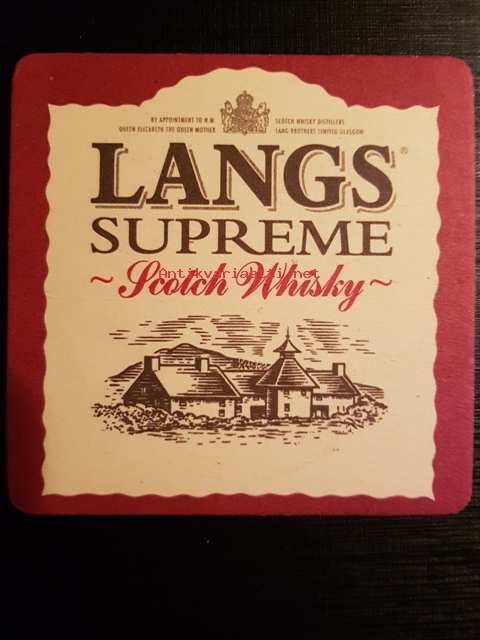 BY APPOINTMENT TO H.M. SCOTCH WHISKY DISTILLERS
QUEEN ELIZABETH THE QUEEN MOTHER LANG BROTHERS LIMITED GLASGOW
LANGS®
SUPREME
Antikvariaatti.net
~Scotch Whisky~